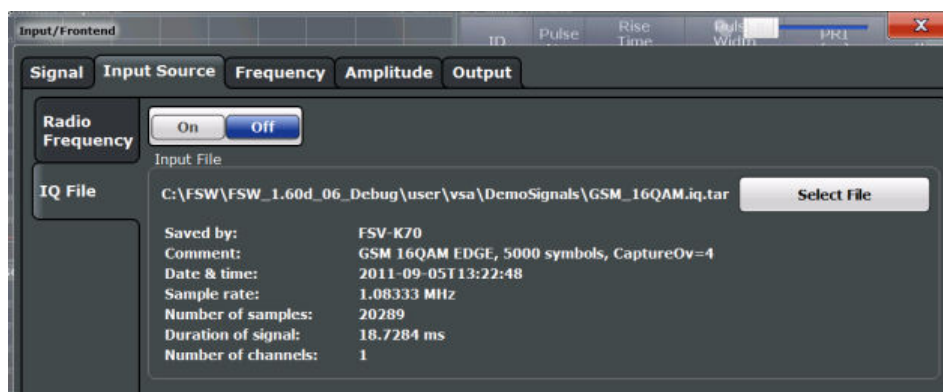 Input/Frontend
ID Pulse Rise Time Width PRI
Signal Input Source Frequency Amplitude Output
Radio Frequency
On Off
Input File
IQ File
C:\FSW\FSW_1.60d_06_Debug\user\vsa\DemoSignals\GSM_16QAM.iq.tar Select File
Saved by: FSV-K70
Comment: GSM 16QAM EDGE, 5000 symbols, CaptureOv=4
Date & time: 2011-09-05T13:22:48
Sample rate: 1.08333 MHz
Number of samples: 20289
Duration of signal: 18.7284 ms
Number of channels: 1